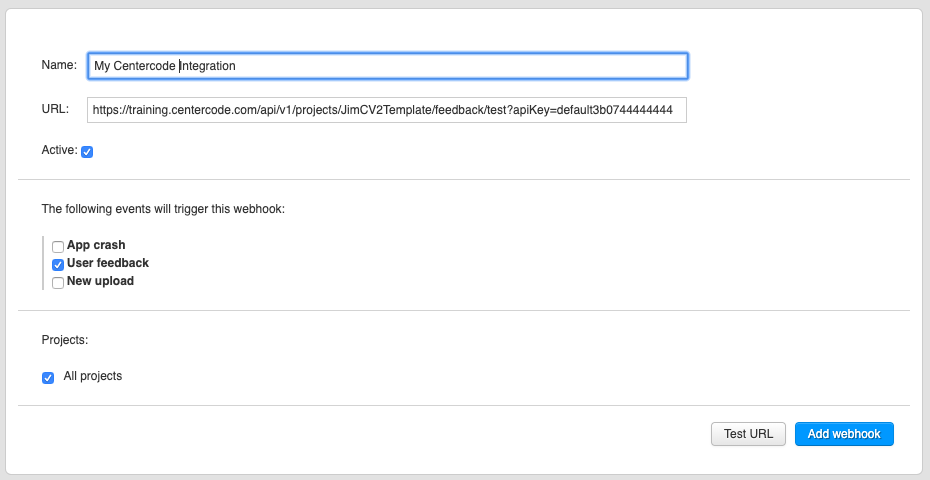 Name: My Centercode Integration
URL: https://training.centercode.com/api/v1/projects/JimCV2Template/feedback/test?apiKey=default3b0744444444
Active:
The following events will trigger this webhook:
App crash
User feedback
New upload
Projects:
All projects
Test URL Add webhook